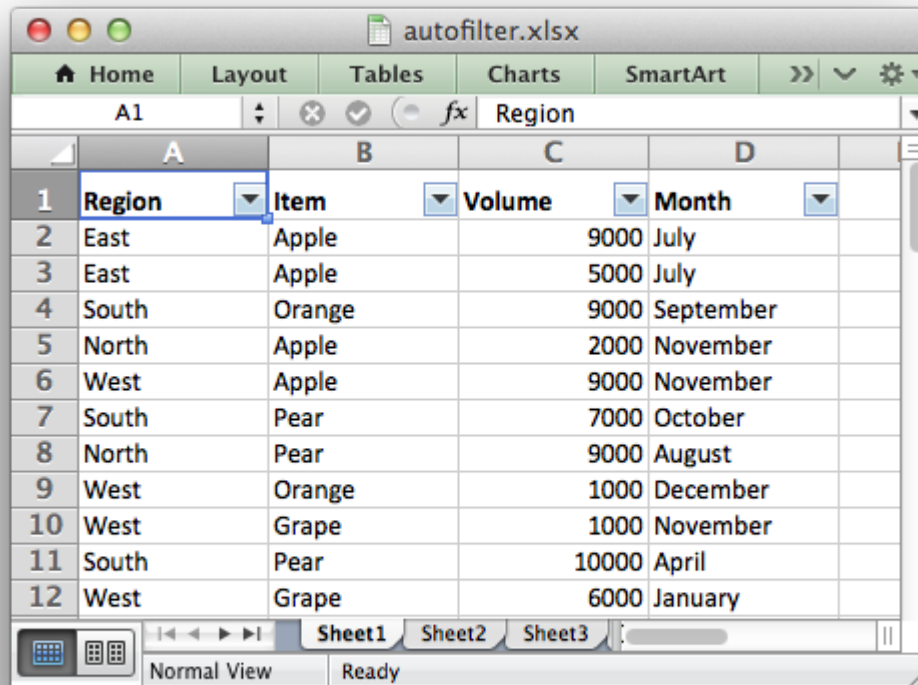 autofilter.xlsx
Home Layout Tables Charts SmartArt
A1 fx Region
A B C D
1 Region Item Volume Month
2 East Apple 9000 July
3 East Apple 5000 July
4 South Orange 9000 September
5 North Apple 2000 November
6 West Apple 9000 November
7 South Pear 7000 October
8 North Pear 9000 August
9 West Orange 1000 December
10 West Grape 1000 November
11 South Pear 10000 April
12 West Grape 6000 January
Sheet1 Sheet2 Sheet3
Normal View Ready